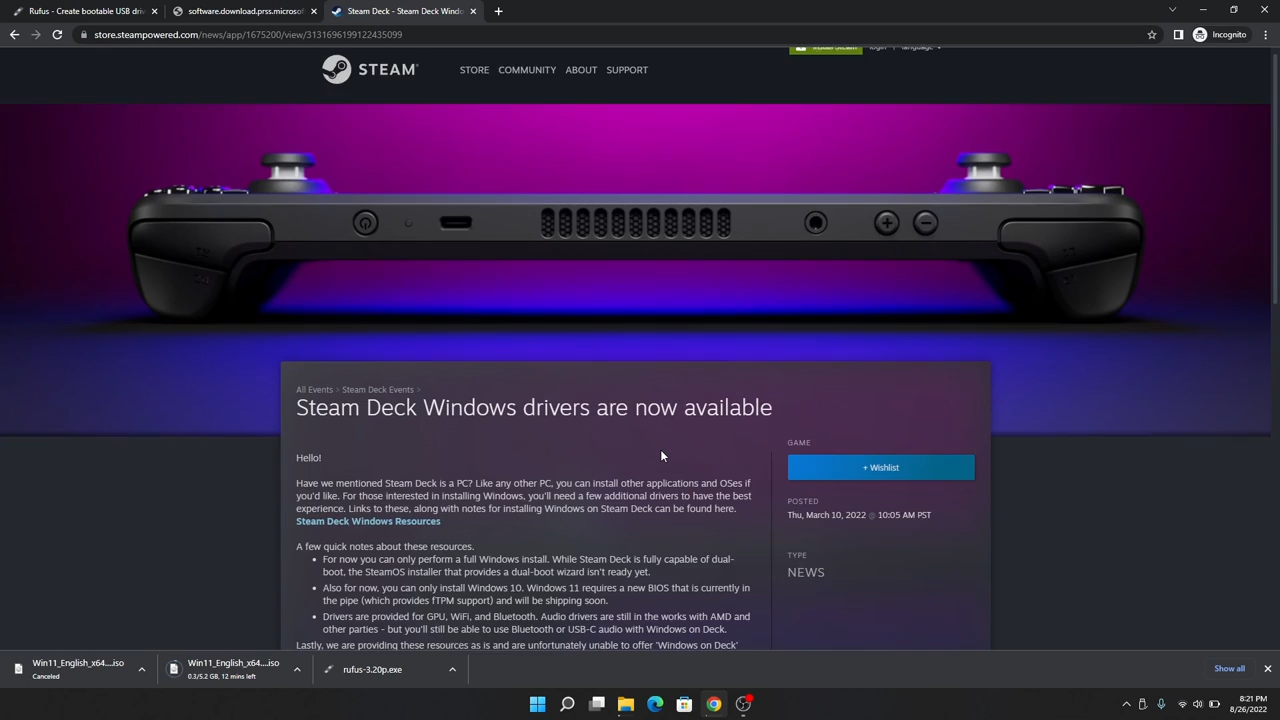 Rufus - Create bootable USB driv
software.download.prss.microsof
Steam Deck - Steam Deck Windo
store.steampowered.com/news/app/1675200/view/3131696199122435099
Incognito
login
language
STEAM
STORE COMMUNITY ABOUT SUPPORT
All Events > Steam Deck Events >
Steam Deck Windows drivers are now available
Hello!
Have we mentioned Steam Deck is a PC? Like any other PC, you can install other applications and OSes if
you'd like. For those interested in installing Windows, you'll need a few additional drivers to have the best
experience. Links to these, along with notes for installing Windows on Steam Deck can be found here.
Steam Deck Windows Resources
A few quick notes about these resources.
• For now you can only perform a full Windows install. While Steam Deck is fully capable of dual-
boot, the SteamOS installer that provides a dual-boot wizard isn't ready yet.
• Also for now, you can only install Windows 10. Windows 11 requires a new BIOS that is currently in
the pipe (which provides fTPM support) and will be shipping soon.
• Drivers are provided for GPU, WiFi, and Bluetooth. Audio drivers are still in the works with AMD and
other parties - but you'll still be able to use Bluetooth or USB-C audio with Windows on Deck.
Lastly, we are providing these resources as is and are unfortunately unable to offer 'Windows on Deck'
GAME
+ Wishlist
POSTED
Thu, March 10, 2022 @ 10:05 AM PST
TYPE
NEWS
Win11_English_x64....iso
Canceled
Win11_English_x64....iso
0.3/5.2 GB, 12 mins left
rufus-3.20p.exe
Show all
8:21 PM
8/26/2022